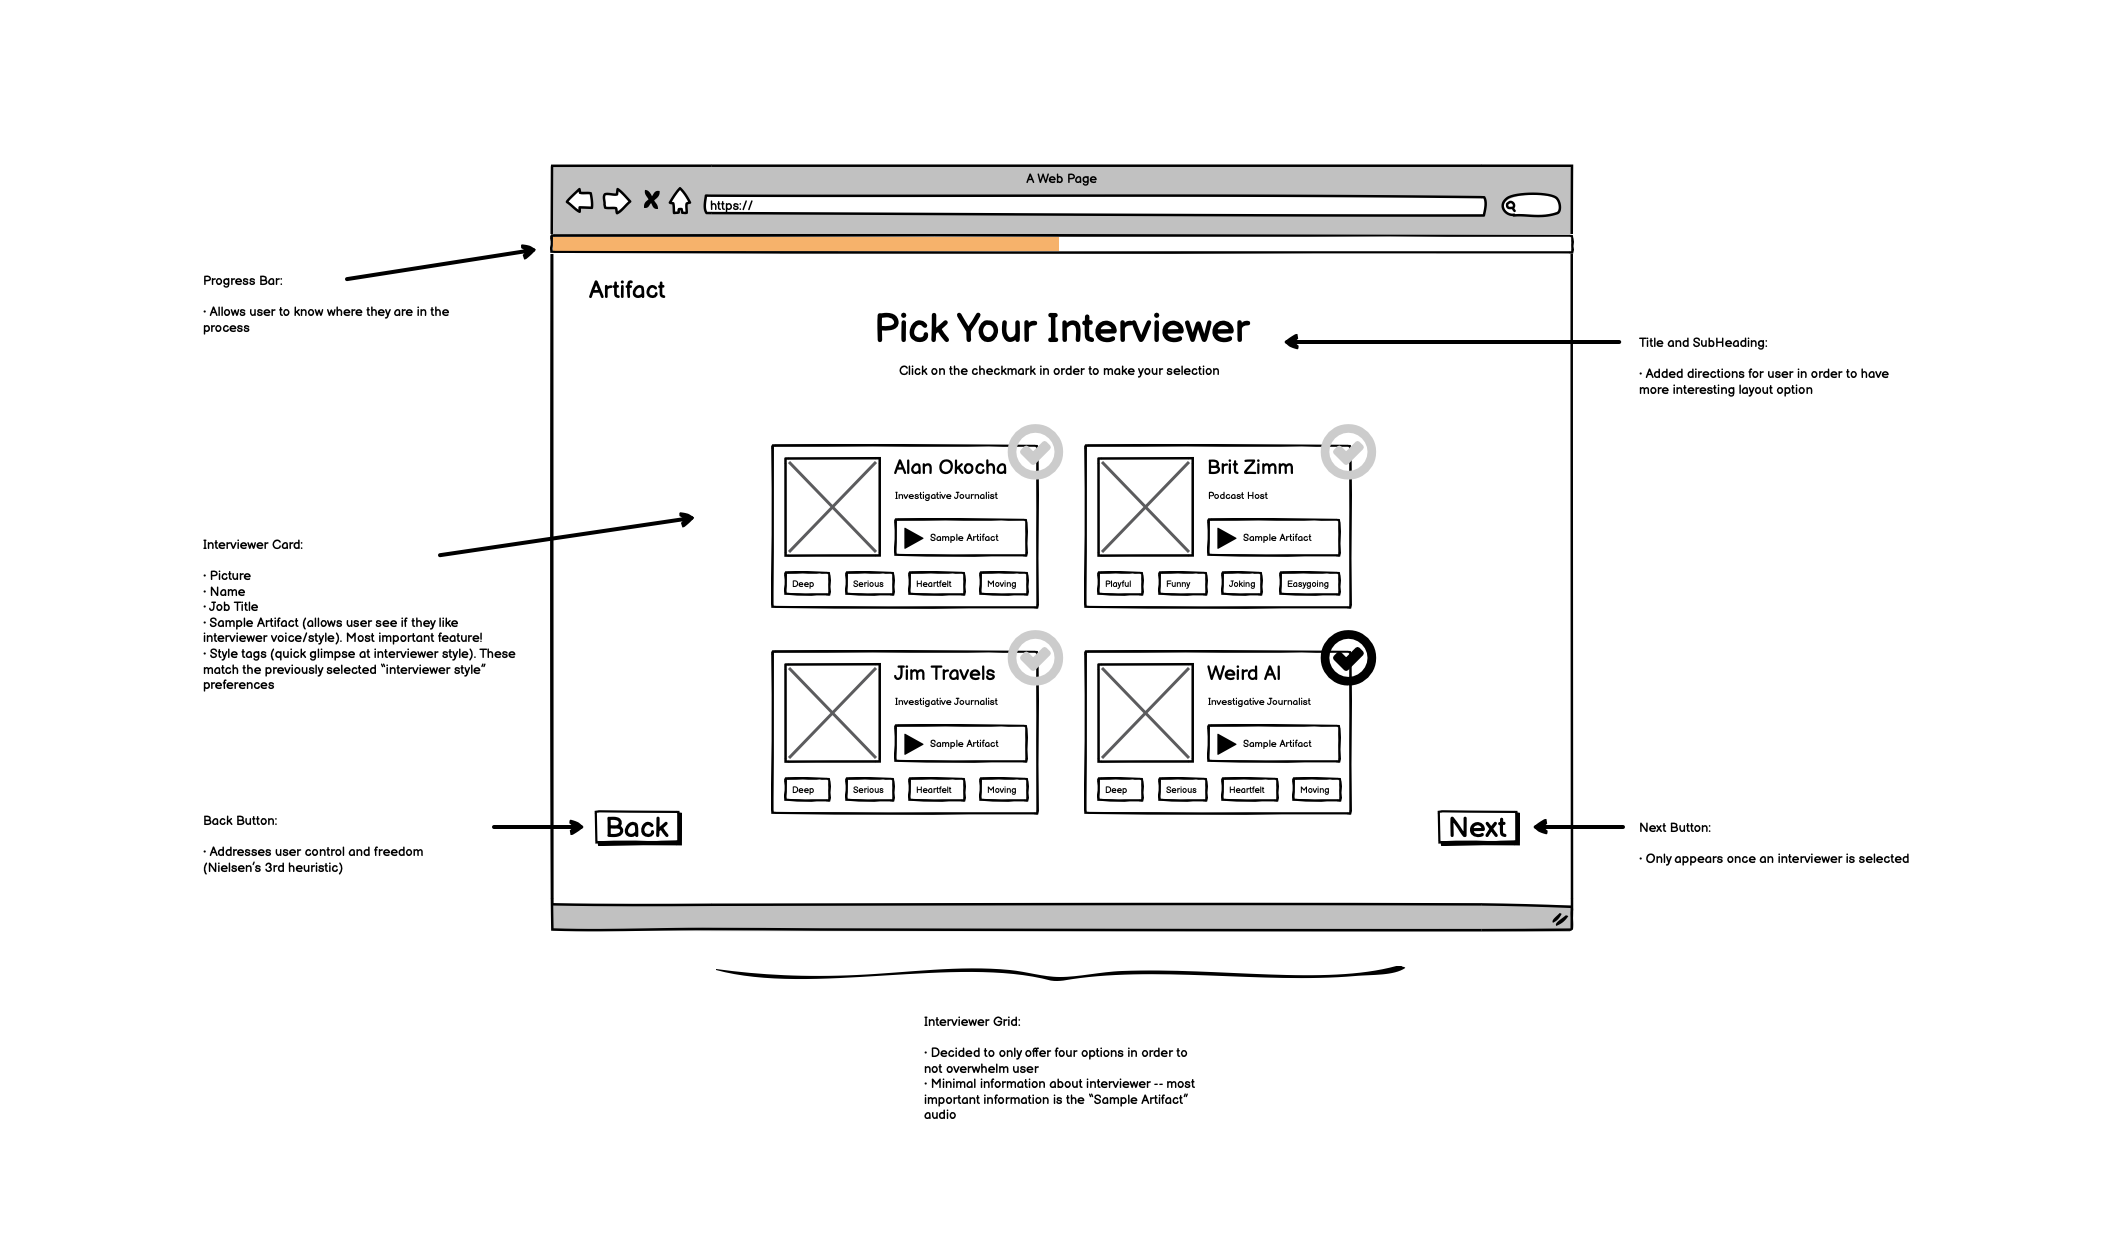 A Web Page
https://
Progress Bar:
· Allows user to know where they are in the
process
Artifact
Pick Your Interviewer
Click on the checkmark in order to make your selection
Title and SubHeading:
· Added directions for user in order to have
more interesting layout option
Interviewer Card:
· Picture
· Name
· Job Title
· Sample Artifact (allows user see if they like
interviewer voice/style). Most important feature!
· Style tags (quick glimpse at interviewer style). These
match the previously selected “interviewer style”
preferences
Alan Okocha
Investigative Journalist
Sample Artifact
Deep Serious Heartfelt Moving
Brit Zimm
Podcast Host
Sample Artifact
Playful Funny Joking Easygoing
Jim Travels
Investigative Journalist
Sample Artifact
Deep Serious Heartfelt Moving
Weird Al
Investigative Journalist
Sample Artifact
Deep Serious Heartfelt Moving
Back Button:
· Addresses user control and freedom
(Nielsen's 3rd heuristic)
Back
Next
Next Button:
· Only appears once an interviewer is selected
Interviewer Grid:
· Decided to only offer four options in order to
not overwhelm user
· Minimal information about interviewer -- most
important information is the “Sample Artifact”
audio